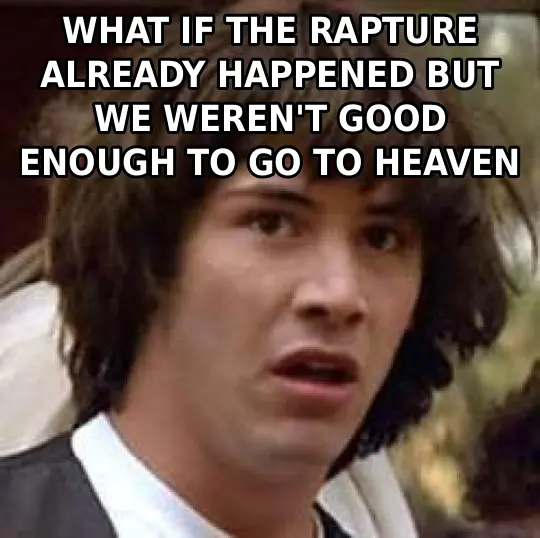 WHAT IF THE RAPTURE
ALREADY HAPPENED BUT
WE WEREN'T GOOD
ENOUGH TO GO TO HEAVEN